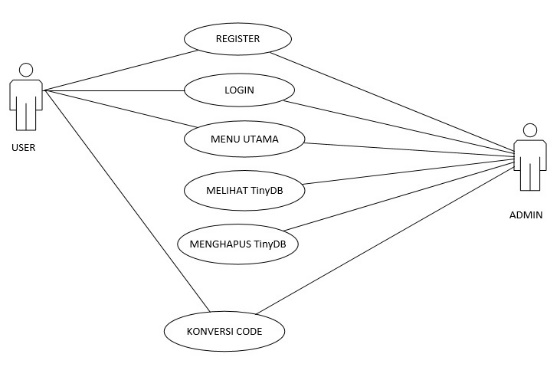 REGISTER
LOGIN
USER
MENU UTAMA
MELIHAT TinyDB
ADMIN
MENGHAPUS TinyDB
KONVERSI CODE